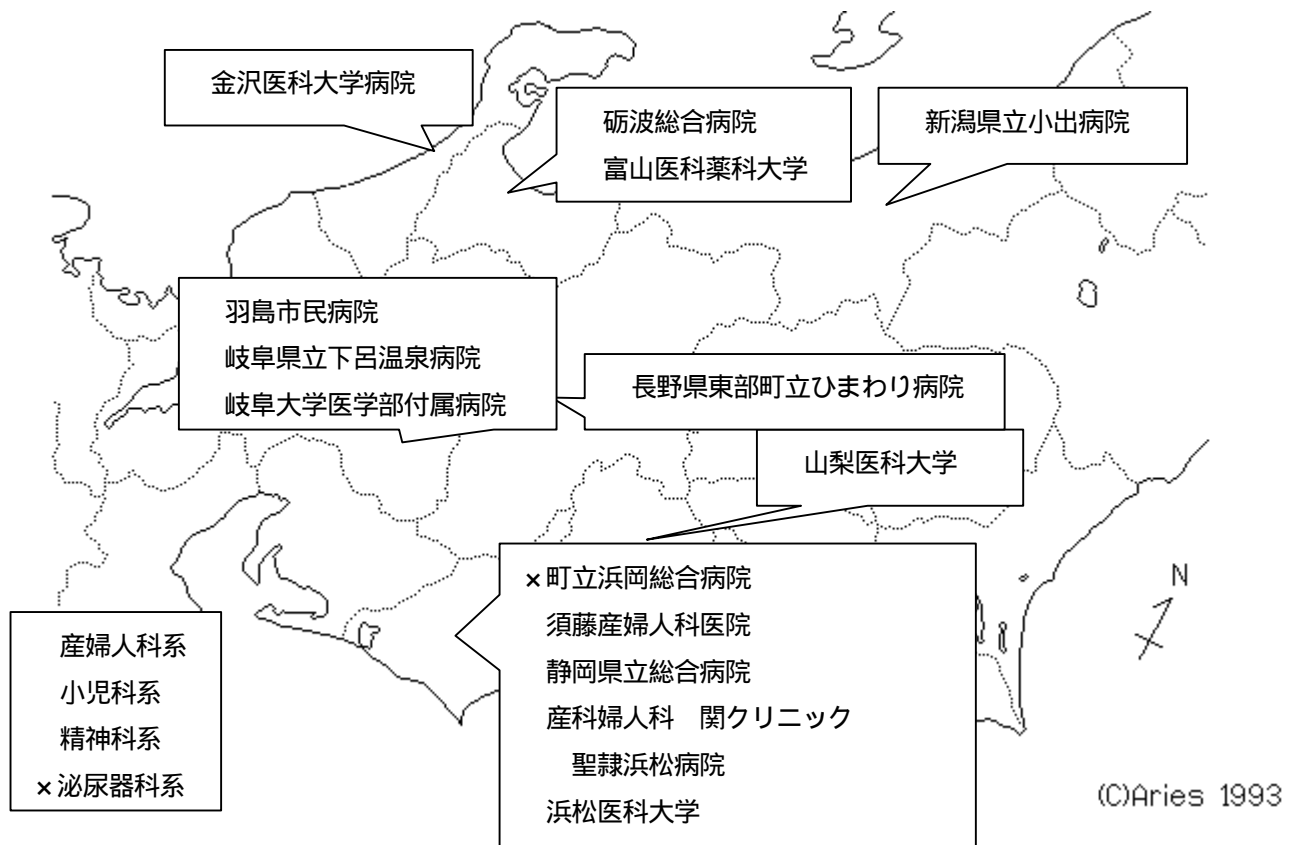 金沢医科大学病院
砺波総合病院
富山医科薬科大学
新潟県立小出病院
羽島市民病院
岐阜県立下呂温泉病院
岐阜大学医学部付属病院
長野県東部町立ひまわり病院
山梨医科大学
×町立浜岡総合病院
須藤産婦人科医院
静岡県立総合病院
産科婦人科　関クリニック
聖隷浜松病院
浜松医科大学
N
産婦人科系
小児科系
精神科系
×泌尿器科系
(C)Aries 1993